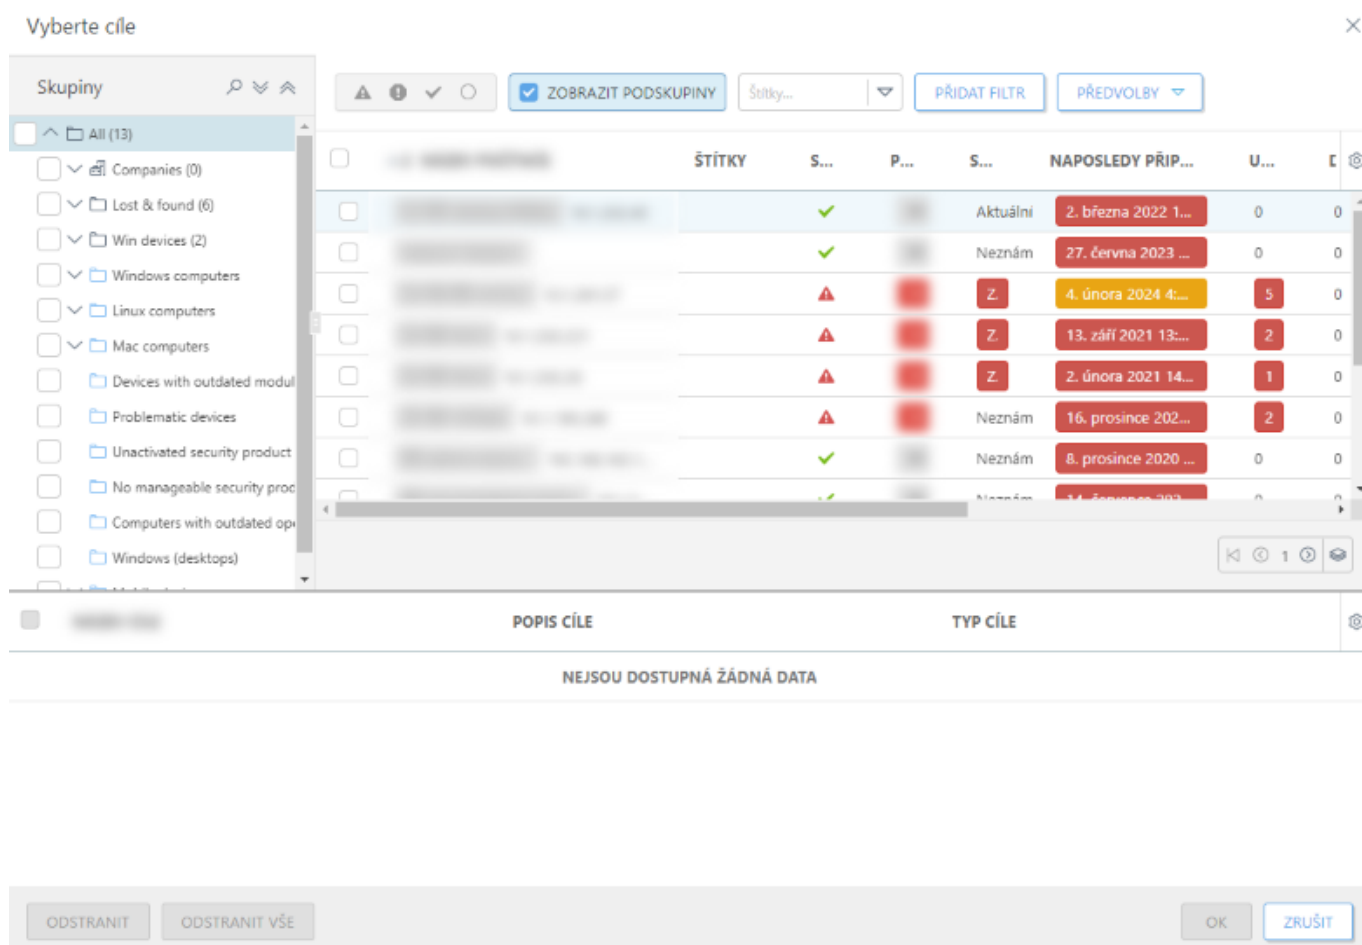 Vyberte cíle
Skupiny
ZOBRAZIT PODSKUPINY Štítky... PŘIDAT FILTR PŘEDVOLBY
All (13)
Companies (0)
Lost & found (6)
Win devices (2)
Windows computers
Linux computers
Mac computers
Devices with outdated modul
Problematic devices
Unactivated security product
No manageable security prod
Computers with outdated ope
Windows (desktops)
ŠTÍTKY S... P... S... NAPOSLEDY PŘIP... U...
Aktuální 2. března 2022 1... 0 0
Neznám 27. června 2023 ... 0 0
Z. 4. února 2024 4:... 5 0
Z. 13. září 2021 13:... 2 0
Z. 2. února 2021 14... 1 0
Neznám 16. prosince 202... 2 0
Neznám 8. prosince 2020 ... 0 0
1
POPIS CÍLE TYP CÍLE
NEJSOU DOSTUPNÁ ŽÁDNÁ DATA
ODSTRANIT ODSTRANIT VŠE OK ZRUŠIT